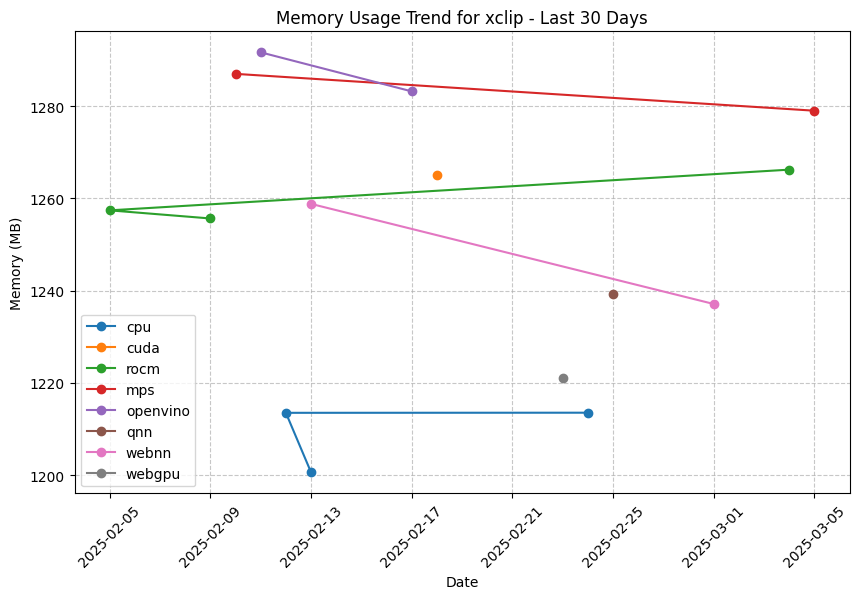 Memory Usage Trend for xclip - Last 30 Days
Memory (MB)
1280
1260
1240
1220
1200
cpu
cuda
rocm
mps
openvino
qnn
webnn
webgpu
2025-02-05
2025-02-09
2025-02-13
2025-02-17
2025-02-21
2025-02-25
2025-03-01
2025-03-05
Date